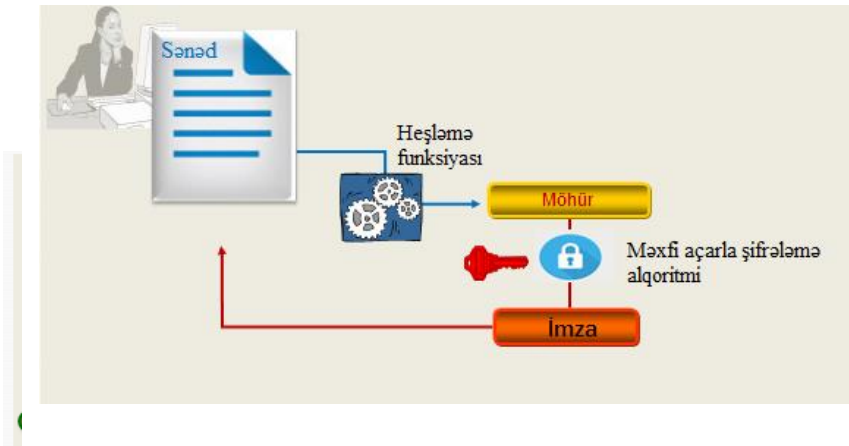 Sənəd
Heşləmə
funksiyası
Möhür
Məxfi açarla şifrələmə
alqoritmi
İmza